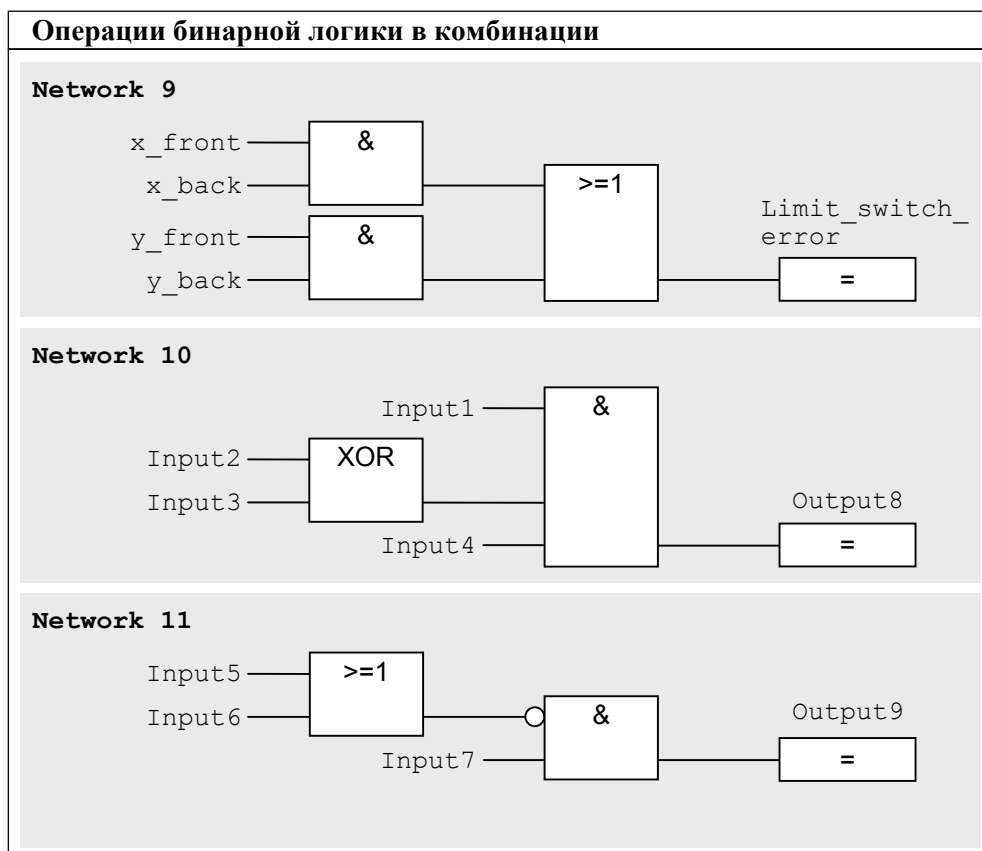 Операции бинарной логики в комбинации
Network 9
x_front
&
x_back
>=1
y_front
&
y_back
Limit_switch_
error
=
Network 10
Input1
&
Input2
XOR
Input3
Input4
Output8
=
Network 11
Input5
>=1
Input6
&
Input7
Output9
=